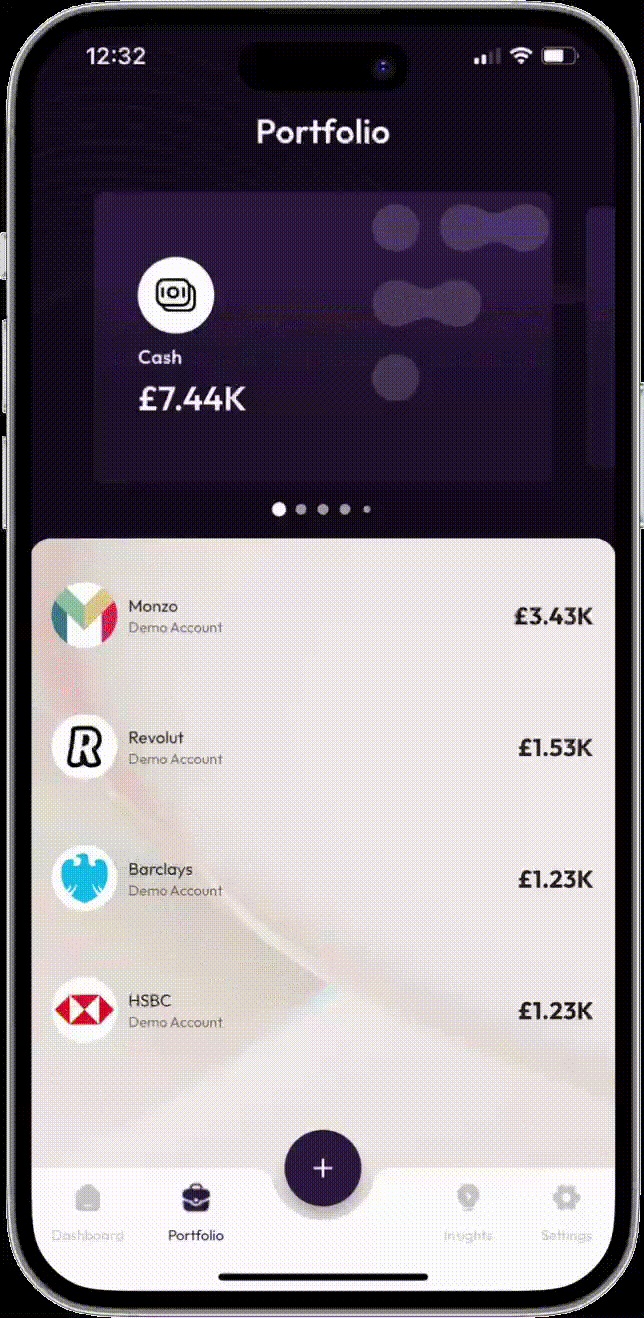 12:32
Portfolio
Cash
£7.44K
Monzo
Demo Account
£3.43K
Revolut
Demo Account
£1.53K
Barclays
Demo Account
£1.23K
HSBC
Demo Account
£1.23K
Dashboard
Portfolio
Insights
Settings